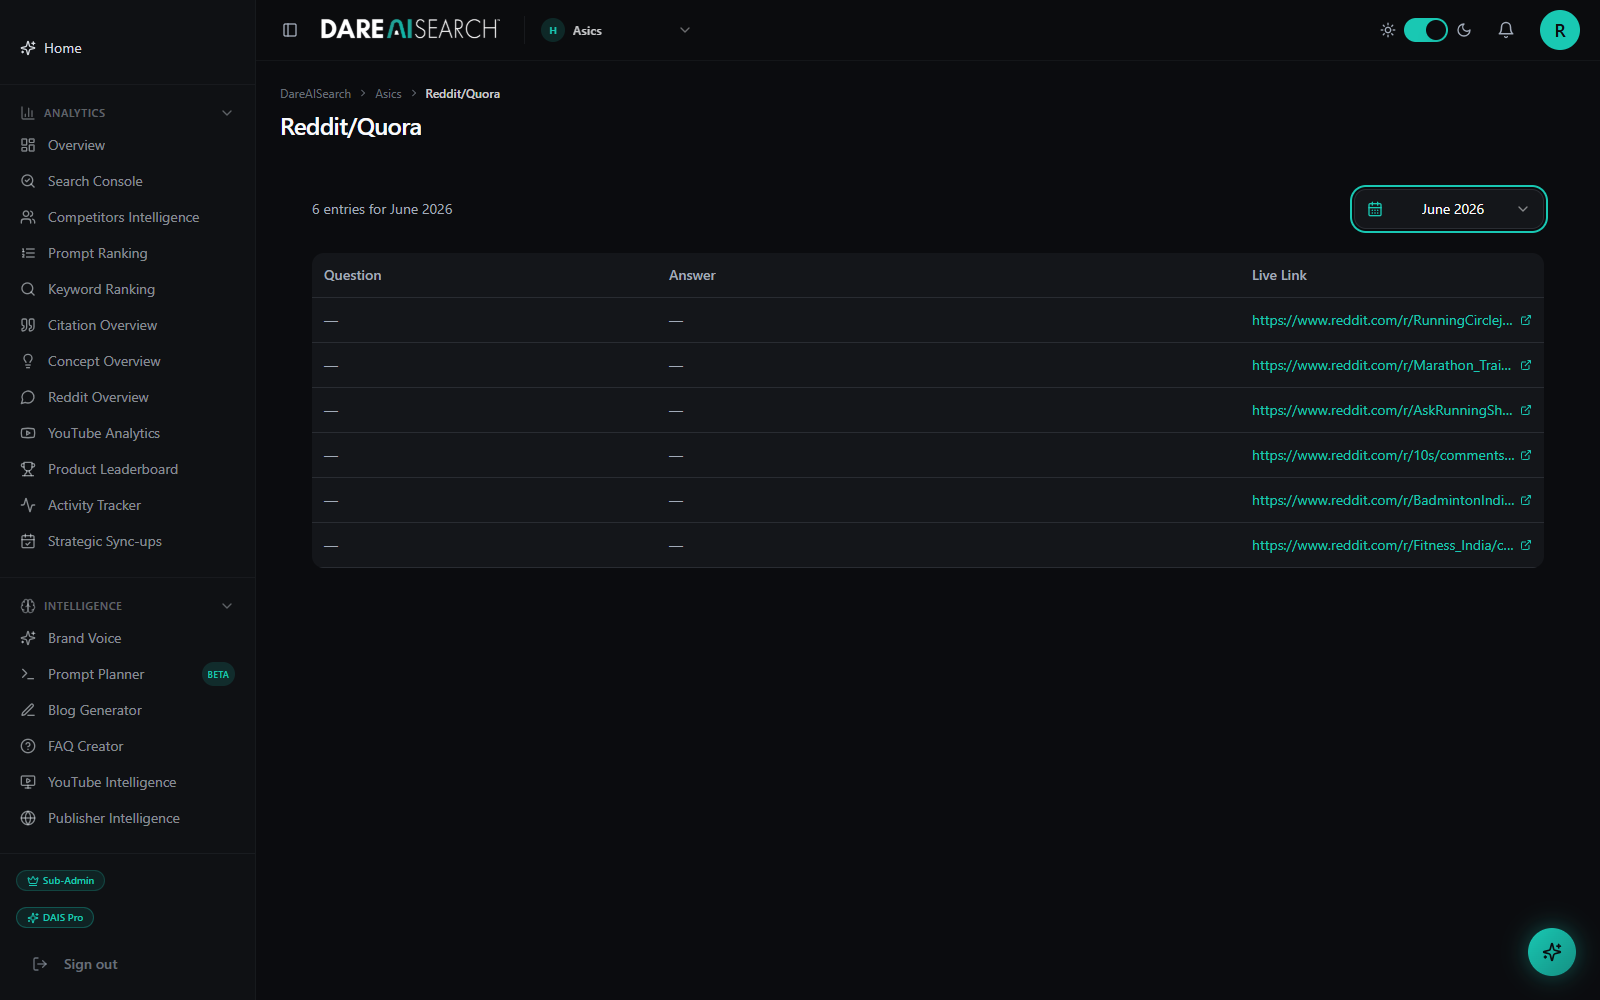 Home
DARE AI SEARCH
H Asics
R
ANALYTICS
Overview
Search Console
Competitors Intelligence
Prompt Ranking
Keyword Ranking
Citation Overview
Concept Overview
Reddit Overview
YouTube Analytics
Product Leaderboard
Activity Tracker
Strategic Sync-ups
INTELLIGENCE
Brand Voice
Prompt Planner BETA
Blog Generator
FAQ Creator
YouTube Intelligence
Publisher Intelligence
Sub-Admin
DAIS Pro
Sign out
DareAISearch > Asics > Reddit/Quora
Reddit/Quora
6 entries for June 2026
June 2026
Question Answer Live Link
— — https://www.reddit.com/r/RunningCirclej...
— — https://www.reddit.com/r/Marathon_Trai...
— — https://www.reddit.com/r/AskRunningSh...
— — https://www.reddit.com/r/10s/comments...
— — https://www.reddit.com/r/BadmintonIndi...
— — https://www.reddit.com/r/Fitness_India/c...